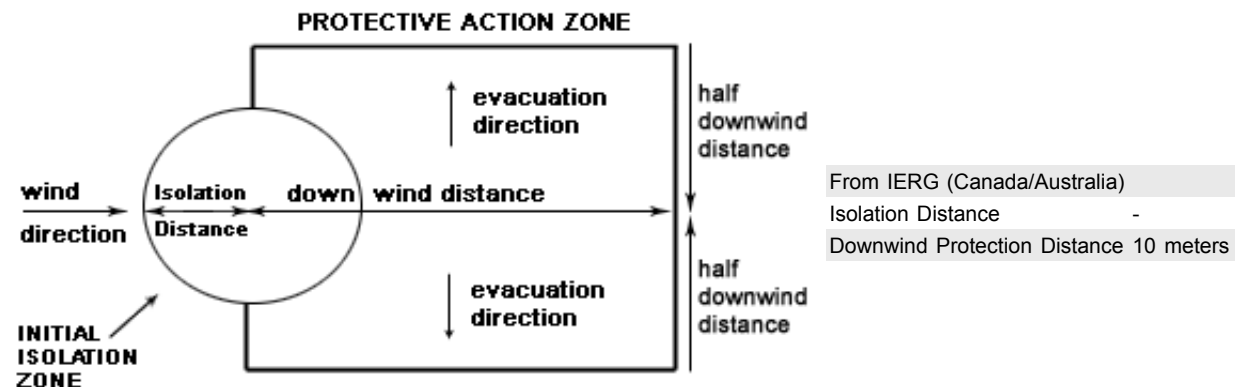 PROTECTIVE ACTION ZONE
evacuation
direction
half
downwind
distance
wind
direction
Isolation
Distance
down wind distance
From IERG (Canada/Australia)
Isolation Distance -
Downwind Protection Distance 10 meters
evacuation
direction
half
downwind
distance
INITIAL
ISOLATION
ZONE